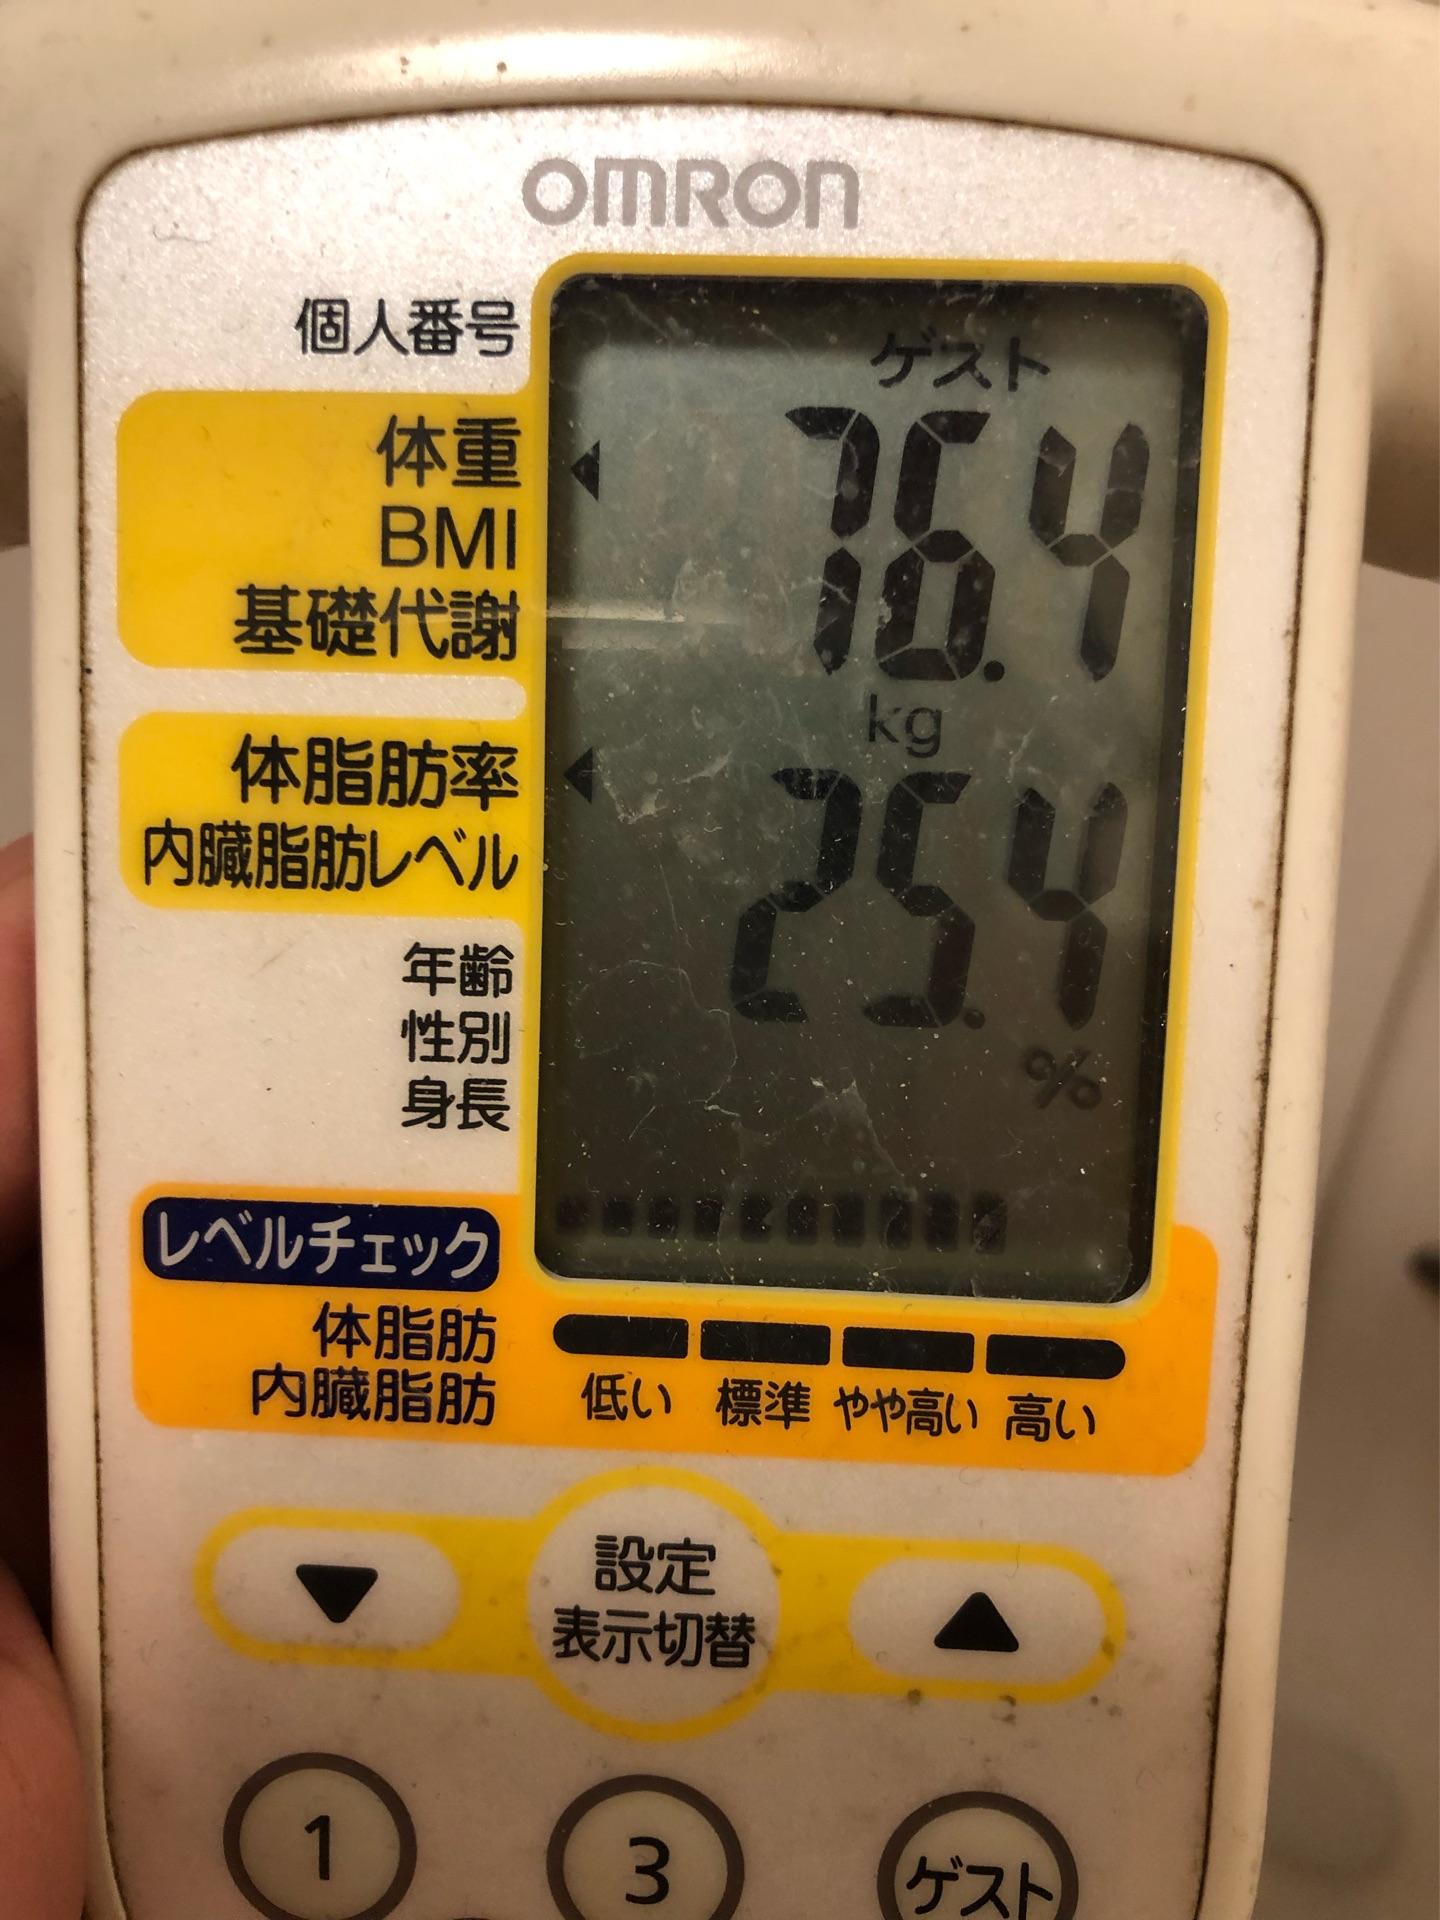 OMRON
個人番号
ゲスト
体重
76.4
BMI
基礎代謝
kg
体脂肪率
25.4
内臓脂肪レベル
年齢
性別
%
身長
レベルチェック
体脂肪
内臓脂肪
低い 標準 やや高い 高い
▼ 設定 ▲
表示切替
1 3 ゲスト